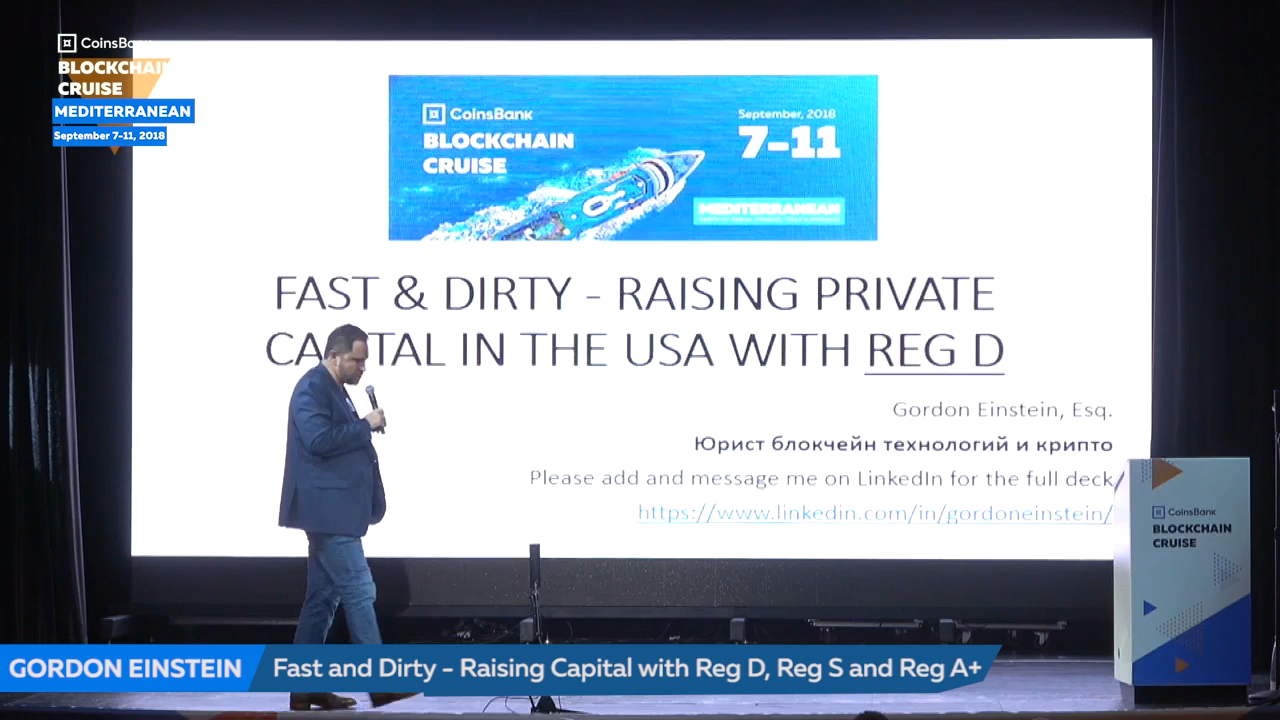 CoinsBank
BLOCKCHAIN
CRUISE
MEDITERRANEAN
September 7-11, 2018
CoinsBank
BLOCKCHAIN
CRUISE
September, 2018
7-11
MEDITERRANEAN
FAST & DIRTY - RAISING PRIVATE
CAPITAL IN THE USA WITH REG D
Gordon Einstein, Esq.
Юрист блокчейн технологий и крипто
Please add and message me on LinkedIn for the full deck
https://www.linkedin.com/in/gordoneinstein/
CoinsBank
BLOCKCHAIN
CRUISE
GORDON EINSTEIN
Fast and Dirty - Raising Capital with Reg D, Reg S and Reg A+